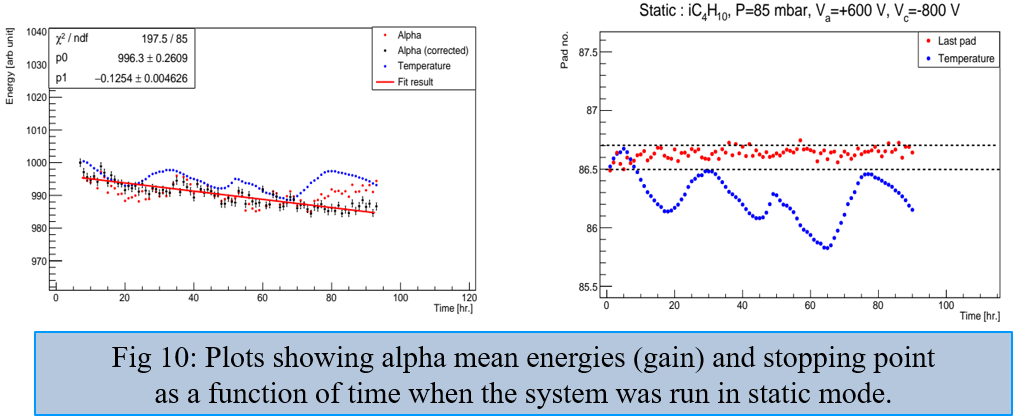 Static : iC4H10, P=85 mbar, Va=+600 V, Vc=-800 V
Energy [arb unit]
1040
1030
1020
1010
1000
990
980
970
χ² / ndf 197.5 / 85
p0 996.3 ± 0.2609
p1 −0.1254 ± 0.004626
Alpha
Alpha (corrected)
Temperature
Fit result
0 20 40 60 80 100 120
Time [hr.]
Pad no.
87.5
87
86.5
86
85.5
Last pad
Temperature
0 20 40 60 80 100
Time [hr.]
Fig 10: Plots showing alpha mean energies (gain) and stopping point
as a function of time when the system was run in static mode.